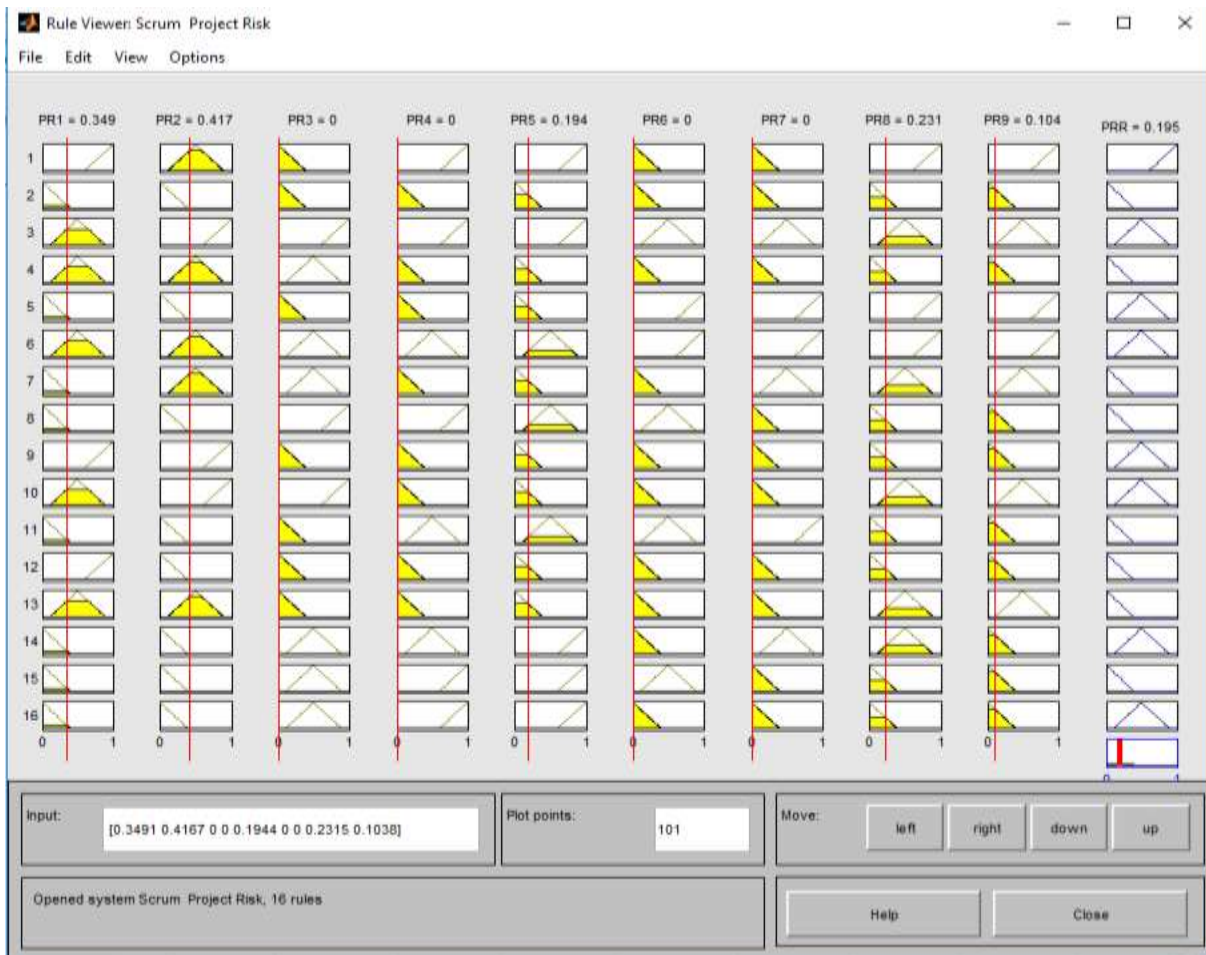 Rule Viewer: Scrum Project Risk
File Edit View Options
PR1 = 0.349 PR2 = 0.417 PR3 = 0 PR4 = 0 PR5 = 0.194 PR6 = 0 PR7 = 0 PR8 = 0.231 PR9 = 0.104 PRR = 0.195
1
2
3
4
5
6
7
8
9
10
11
12
13
14
15
16
0 1 0 1 0 1 0 1 0 1 0 1 0 1 0 1 0 1
0 1
Input: [0.3491 0.4167 0 0 0.1944 0 0 0.2315 0.1038] Plot points: 101 Move: left right down up
Opened system Scrum Project Risk, 16 rules Help Close